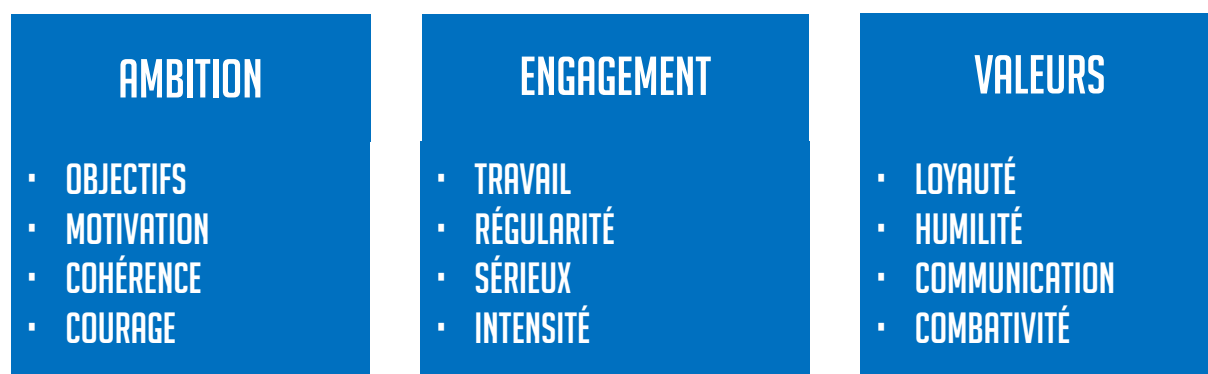 AMBITION
· OBJECTIFS
· MOTIVATION
· COHÉRENCE
· COURAGE
ENGAGEMENT
· TRAVAIL
· RÉGULARITÉ
· SÉRIEUX
· INTENSITÉ
VALEURS
· LOYAUTÉ
· HUMILITÉ
· COMMUNICATION
· COMBATIVITÉ